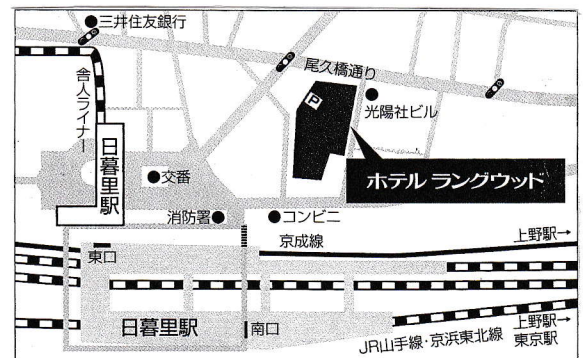 三井住友銀行
尾久橋通り
舎人ライナー
P
光陽社ビル
日暮里駅
交番
ホテル ラングウッド
消防署
コンビニ
京成線
上野駅→
東口
日暮里駅
南口
JR山手線・京浜東北線
上野駅→
東京駅